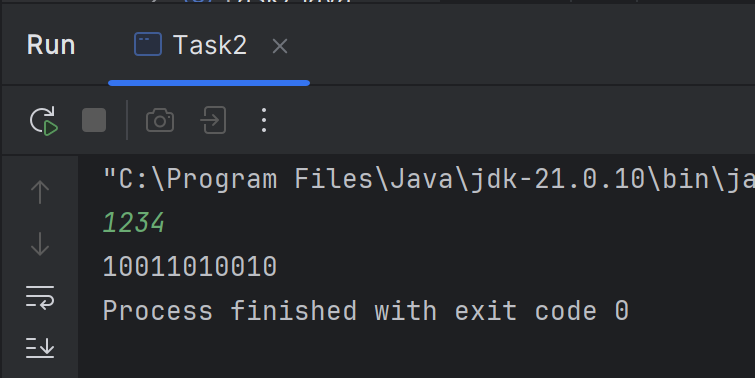 Run Task2
"C:\Program Files\Java\jdk-21.0.10\bin\ja
1234
10011010010
Process finished with exit code 0